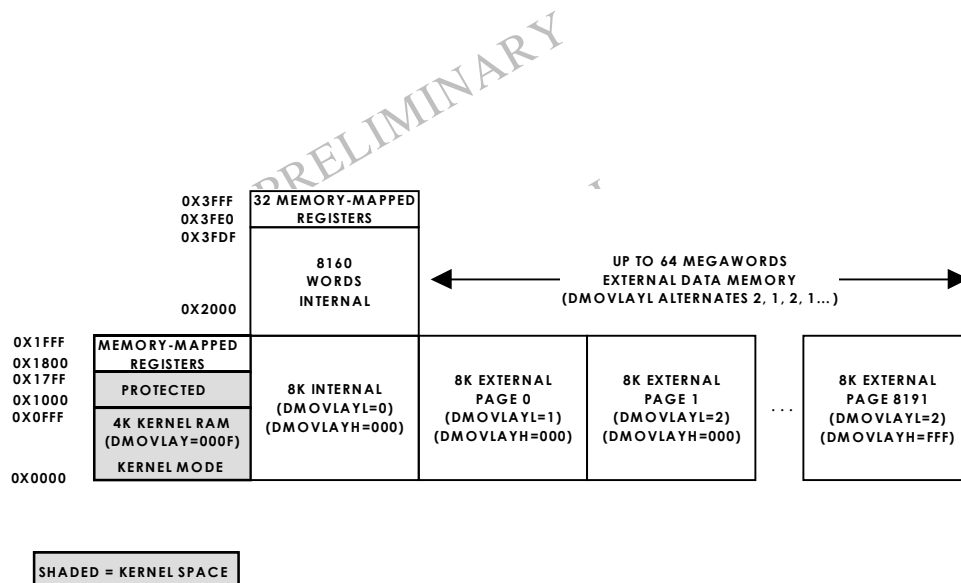 PRELIMINARY
0X3FFF
0X3FE0
0X3FDF
0X2000
32 MEMORY-MAPPED
REGISTERS
8160
WORDS
INTERNAL
UP TO 64 MEGAWORDS
EXTERNAL DATA MEMORY
(DMOVLAYL ALTERNATES 2, 1, 2, 1...)
0X1FFF
0X1800
0X17FF
0X1000
0X0FFF
0X0000
MEMORY-MAPPED
REGISTERS
PROTECTED
4K KERNEL RAM
(DMOVLAY=000F)
KERNEL MODE
8K INTERNAL
(DMOVLAYL=0)
(DMOVLAYH=000)
8K EXTERNAL
PAGE 0
(DMOVLAYL=1)
(DMOVLAYH=000)
8K EXTERNAL
PAGE 1
(DMOVLAYL=2)
(DMOVLAYH=000)
...
8K EXTERNAL
PAGE 8191
(DMOVLAYL=2)
(DMOVLAYH=FFF)
SHADED = KERNEL SPACE